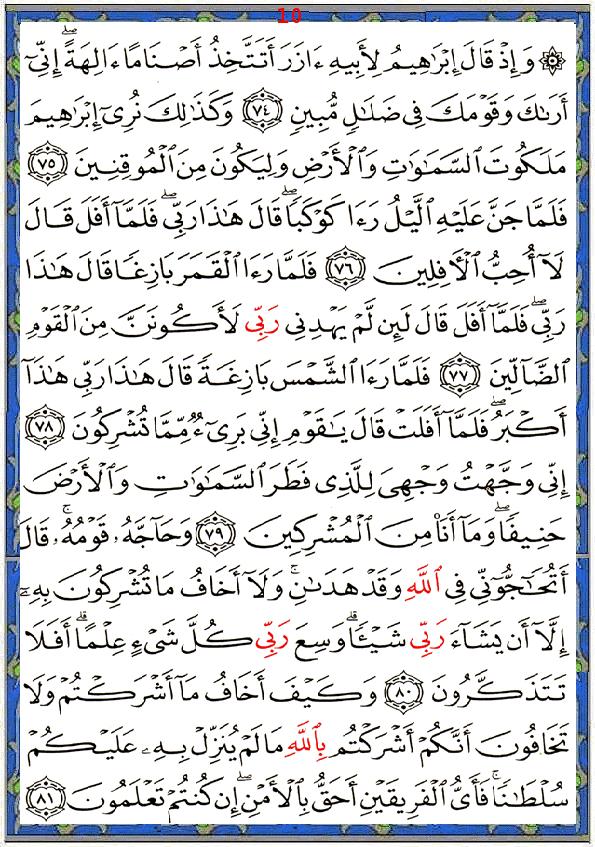 10
۞ وَإِذْ قَالَ إِبْرَٰهِيمُ لِأَبِيهِ ءَازَرَ أَتَتَّخِذُ أَصْنَامًا ءَالِهَةً ۖ إِنِّىٓ
أَرَىٰكَ وَقَوْمَكَ فِى ضَلَٰلٍ مُّبِينٍ ٧٤ وَكَذَٰلِكَ نُرِىٓ إِبْرَٰهِيمَ
مَلَكُوتَ ٱلسَّمَٰوَٰتِ وَٱلْأَرْضِ وَلِيَكُونَ مِنَ ٱلْمُوقِنِينَ ٧٥
فَلَمَّا جَنَّ عَلَيْهِ ٱلَّيْلُ رَءَا كَوْكَبًا ۖ قَالَ هَٰذَا رَبِّى ۖ فَلَمَّآ أَفَلَ قَالَ
لَآ أُحِبُّ ٱلْأَفِلِينَ ٧٦ فَلَمَّا رَءَا ٱلْقَمَرَ بَازِغًا قَالَ هَٰذَا
رَبِّى ۖ فَلَمَّآ أَفَلَ قَالَ لَئِن لَّمْ يَهْدِنِى رَبِّى لَأَكُونَنَّ مِنَ ٱلْقَوْمِ
ٱلضَّآلِّينَ ٧٧ فَلَمَّا رَءَا ٱلشَّمْسَ بَازِغَةً قَالَ هَٰذَا رَبِّى هَٰذَآ
أَكْبَرُ ۖ فَلَمَّآ أَفَلَتْ قَالَ يَٰقَوْمِ إِنِّى بَرِىٓءٌ مِّمَّا تُشْرِكُونَ ٧٨
إِنِّى وَجَّهْتُ وَجْهِىَ لِلَّذِى فَطَرَ ٱلسَّمَٰوَٰتِ وَٱلْأَرْضَ
حَنِيفًا ۖ وَمَآ أَنَا۠ مِنَ ٱلْمُشْرِكِينَ ٧٩ وَحَآجَّهُۥ قَوْمُهُۥ ۚ قَالَ
أَتُحَٰٓجُّوٓنِّى فِى ٱللَّهِ وَقَدْ هَدَىٰنِ ۚ وَلَآ أَخَافُ مَا تُشْرِكُونَ بِهِۦٓ
إِلَّآ أَن يَشَآءَ رَبِّى شَيْـًٔا ۗ وَسِعَ رَبِّى كُلَّ شَىْءٍ عِلْمًا ۗ أَفَلَا
تَتَذَكَّرُونَ ٨٠ وَكَيْفَ أَخَافُ مَآ أَشْرَكْتُمْ وَلَا
تَخَافُونَ أَنَّكُمْ أَشْرَكْتُم بِٱللَّهِ مَا لَمْ يُنَزِّلْ بِهِۦ عَلَيْكُمْ
سُلْطَٰنًا ۚ فَأَىُّ ٱلْفَرِيقَيْنِ أَحَقُّ بِٱلْأَمْنِ ۖ إِن كُنتُمْ تَعْلَمُونَ ٨١